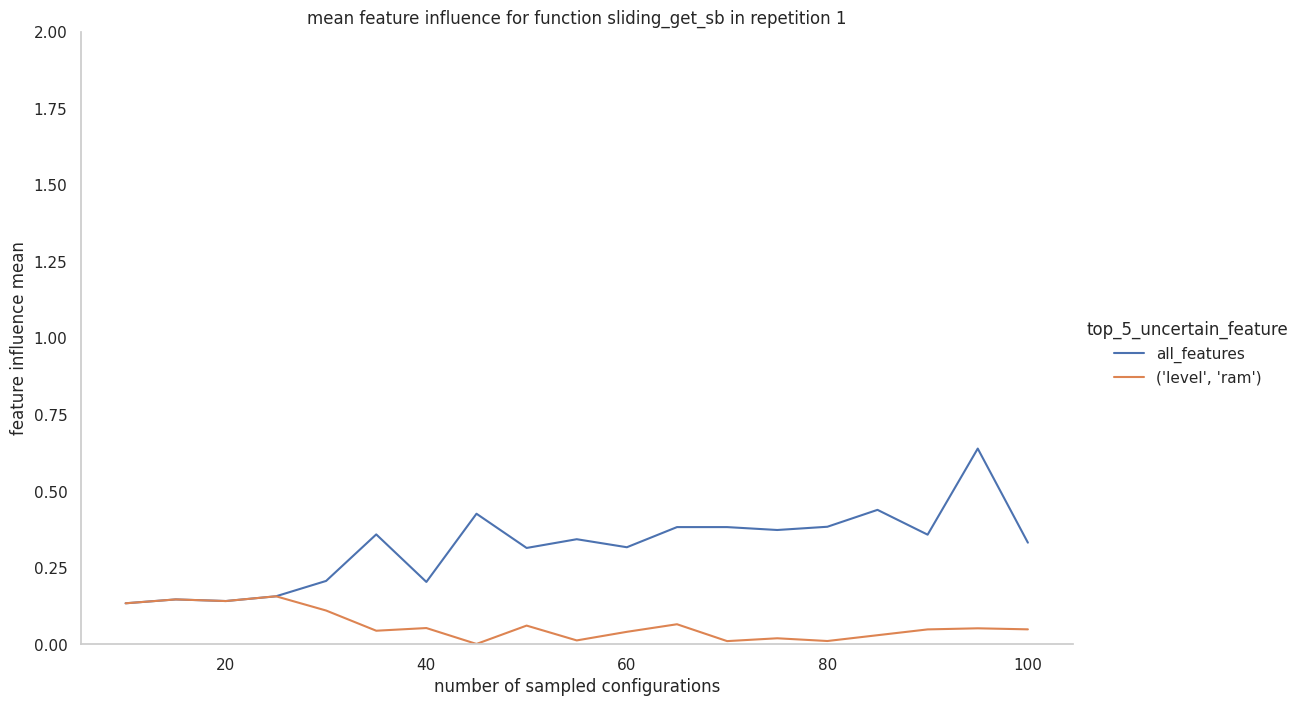 mean feature influence for function sliding_get_sb in repetition 1
2.00
1.75
1.50
1.25
1.00
0.75
0.50
0.25
0.00
feature influence mean
20
40
60
80
100
number of sampled configurations
top_5_uncertain_feature
all_features
('level', 'ram')